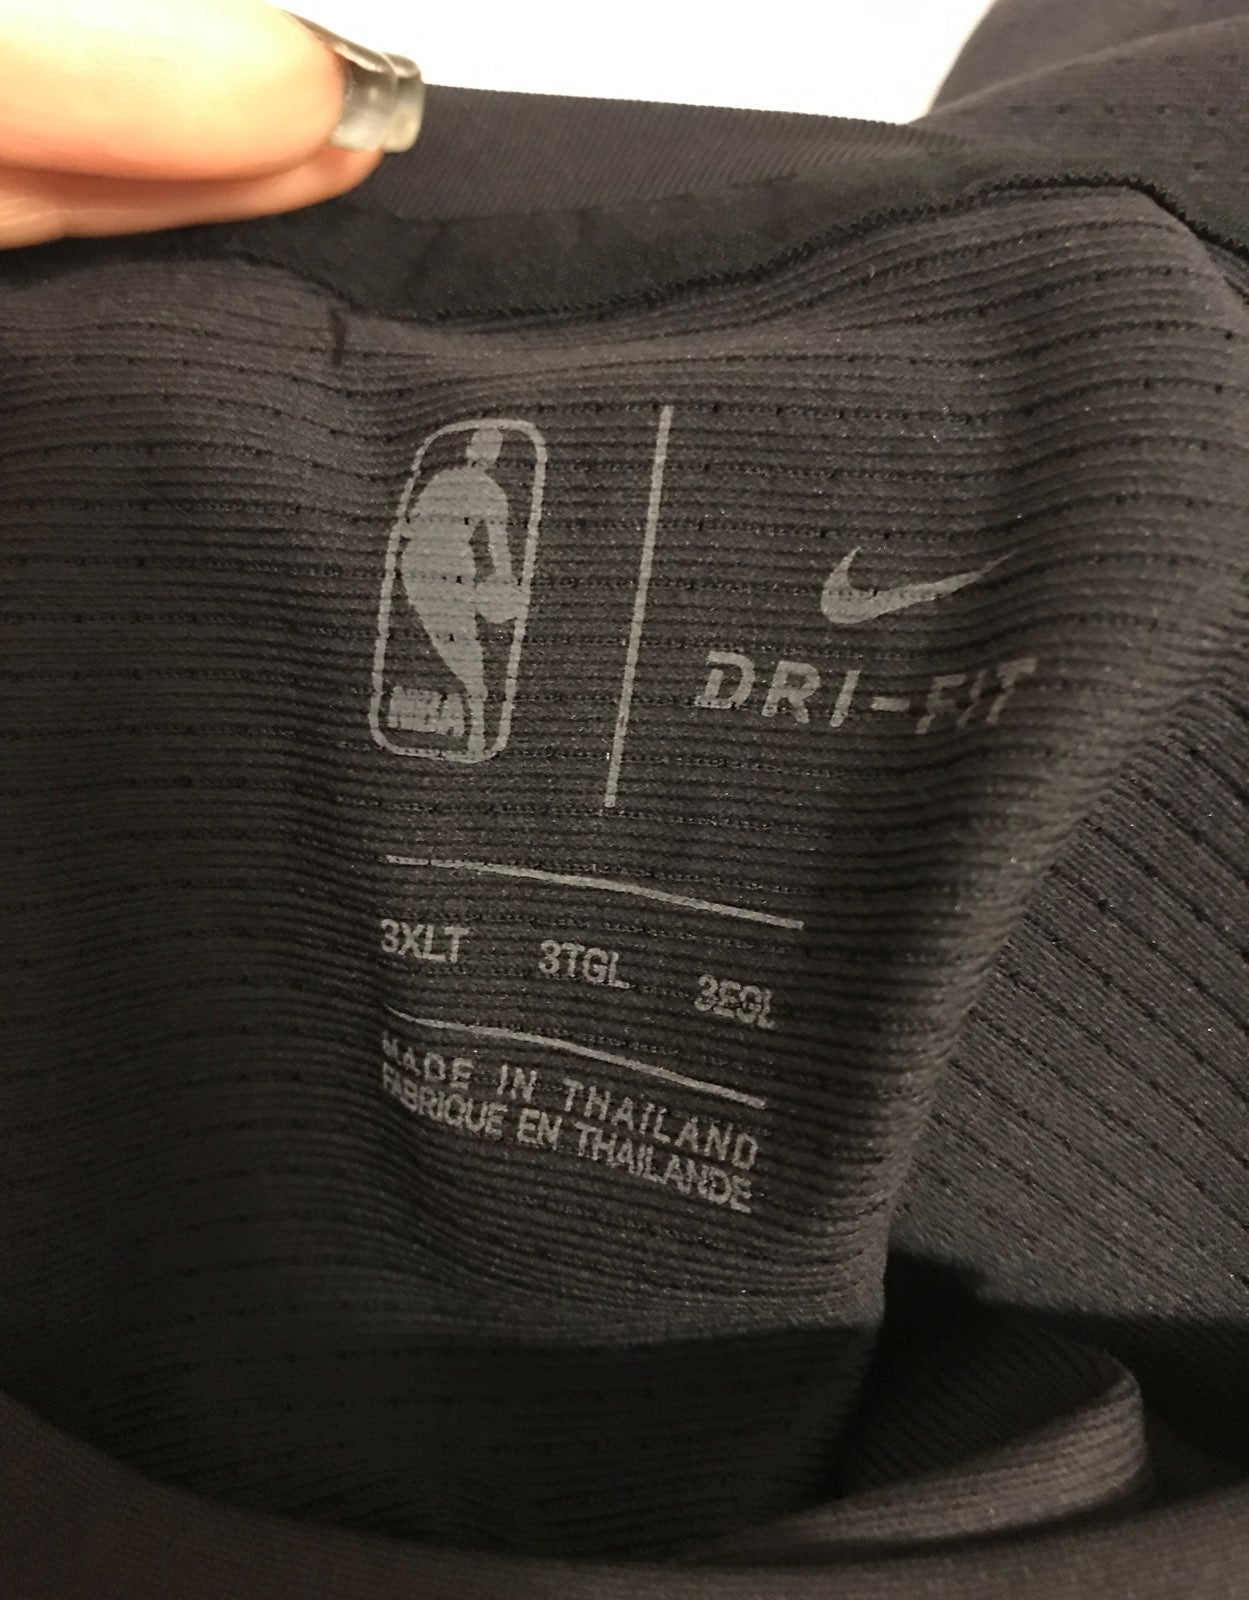 NBA
DRI-FIT
3XLT 3TGL 3EGL
MADE IN THAILAND
FABRIQUE EN THAILANDE